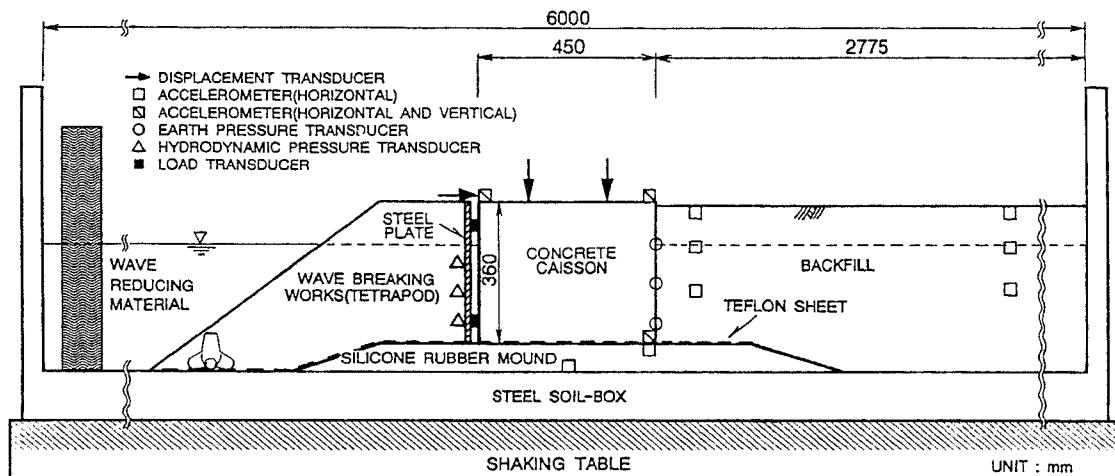 6000
450
2775
DISPLACEMENT TRANSDUCER
ACCELEROMETER(HORIZONTAL)
ACCELEROMETER(HORIZONTAL AND VERTICAL)
EARTH PRESSURE TRANSDUCER
HYDRODYNAMIC PRESSURE TRANSDUCER
LOAD TRANSDUCER
STEEL
PLATE
WAVE
REDUCING
MATERIAL
WAVE BREAKING
WORKS(TETRAPOD)
360
CONCRETE
CAISSON
BACKFILL
TEFLON SHEET
SILICONE RUBBER MOUND
STEEL SOIL-BOX
SHAKING TABLE
UNIT : mm